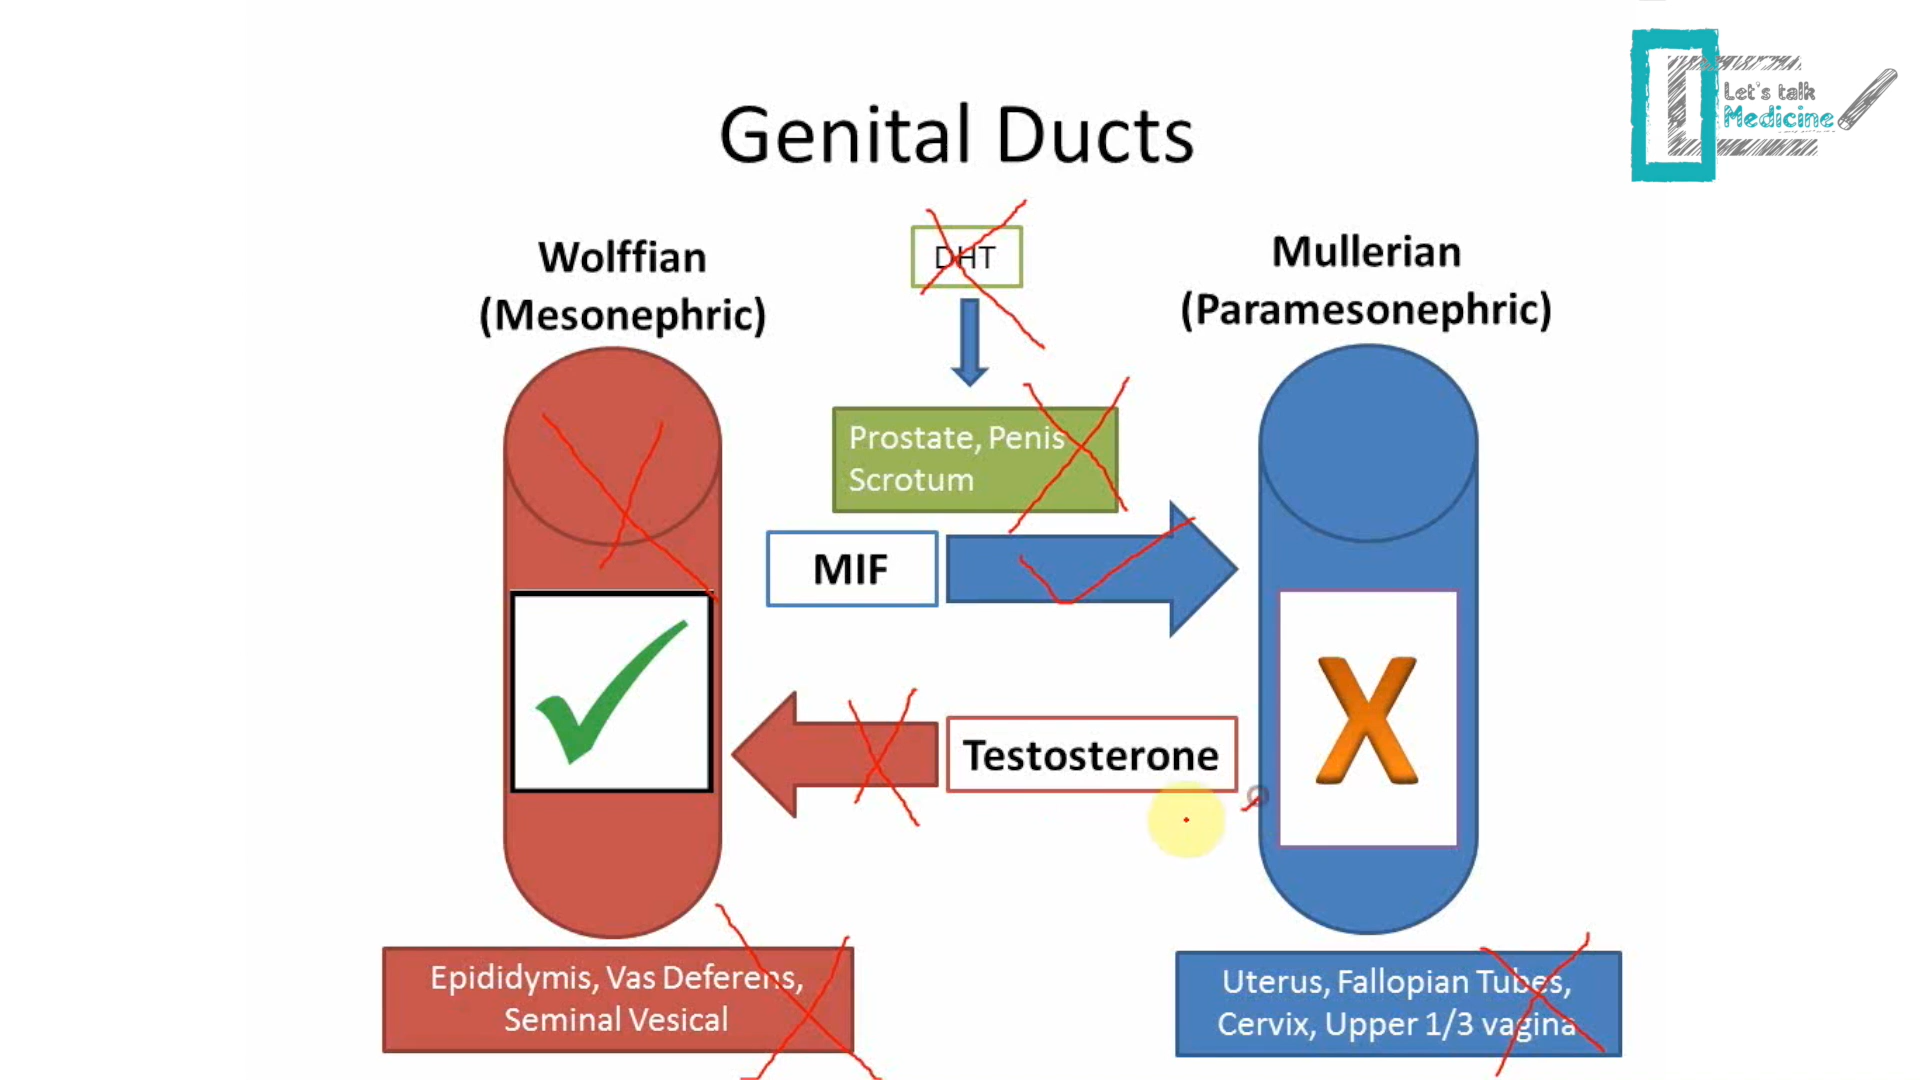 Let's talk
Medicine
Genital Ducts
Wolffian
(Mesonephric)
DHT
Mullerian
(Paramesonephric)
Prostate, Penis
Scrotum
MIF
Testosterone
X
Epididymis, Vas Deferens,
Seminal Vesical
Uterus, Fallopian Tubes,
Cervix, Upper 1/3 vagina